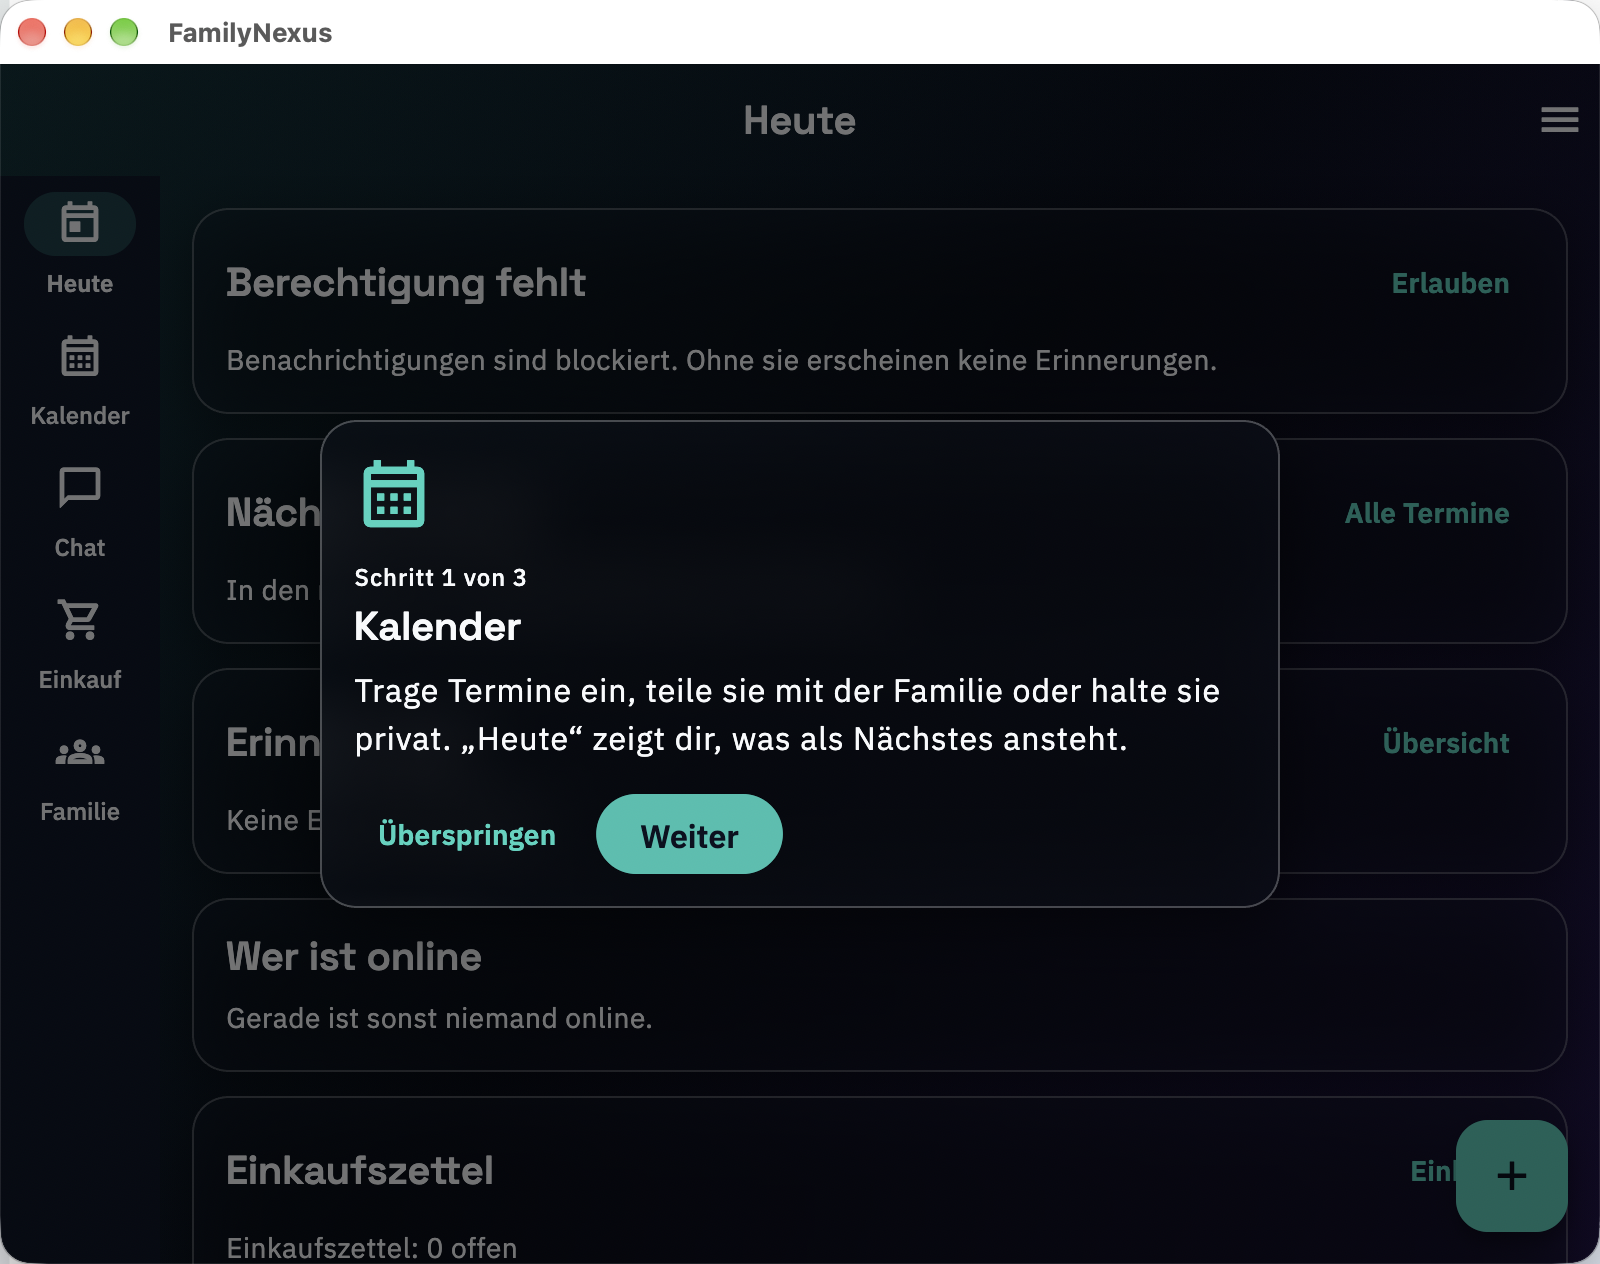 FamilyNexus
Heute
Heute
Kalender
Chat
Einkauf
Familie
Berechtigung fehlt
Erlauben
Benachrichtigungen sind blockiert. Ohne sie erscheinen keine Erinnerungen.
Alle Termine
In den
Schritt 1 von 3
Kalender
Trage Termine ein, teile sie mit der Familie oder halte sie
privat. „Heute“ zeigt dir, was als Nächstes ansteht.
Überspringen
Weiter
Übersicht
Keine
Wer ist online
Gerade ist sonst niemand online.
Einkaufszettel
Einkaufszettel: 0 offen
+